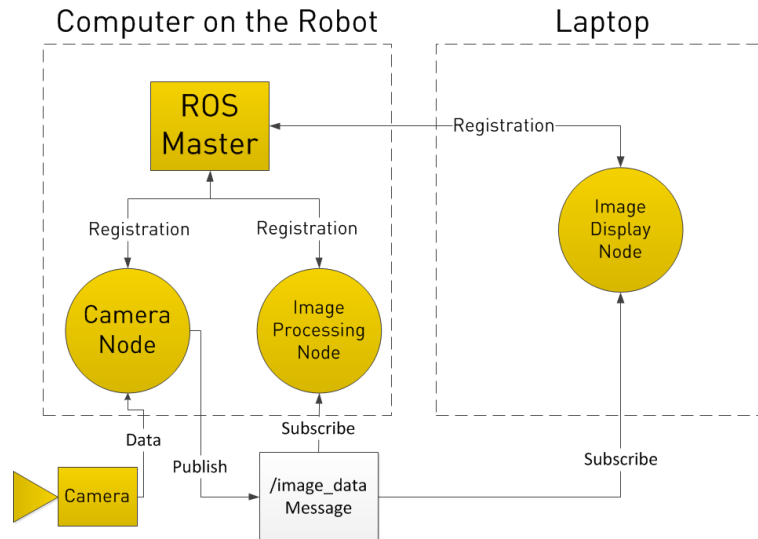 Computer on the Robot
Laptop
ROS
Master
Registration
Image
Display
Node
Registration
Registration
Camera
Node
Image
Processing
Node
Data
Subscribe
Publish
Subscribe
Camera
/image_data
Message